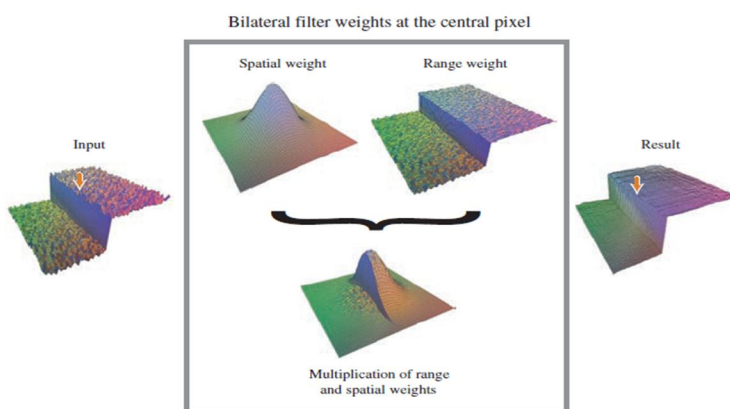 Bilateral filter weights at the central pixel
Spatial weight
Range weight
Input
Result
Multiplication of range
and spatial weights